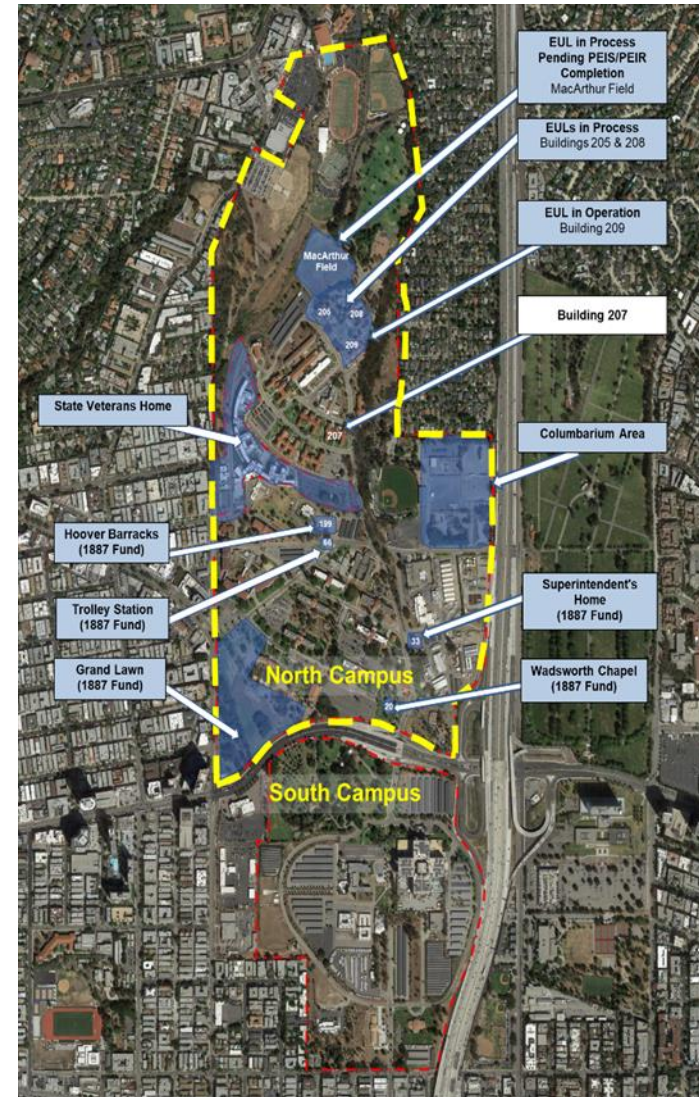 EUL in Process
Pending PEIS/PEIR
Completion
MacArthur Field
EULs in Process
Buildings 205 & 208
EUL in Operation
Building 209
MacArthur
Field
205
208
209
Building 207
207
State Veterans Home
Columbarium Area
Hoover Barracks
(1887 Fund)
199
66
Trolley Station
(1887 Fund)
Superintendent's
Home
(1887 Fund)
33
Grand Lawn
(1887 Fund)
North Campus
Wadsworth Chapel
(1887 Fund)
20
South Campus